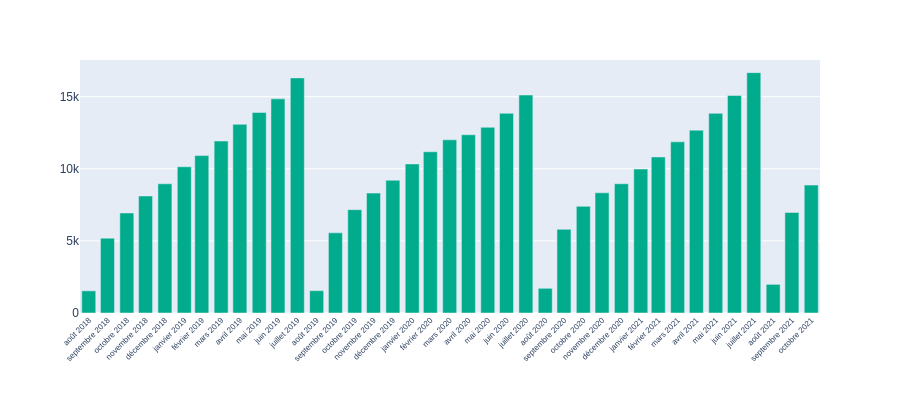 15k
10k
5k
0
août 2018
septembre 2018
octobre 2018
novembre 2018
décembre 2018
janvier 2019
février 2019
mars 2019
avril 2019
mai 2019
juin 2019
juillet 2019
août 2019
septembre 2019
octobre 2019
novembre 2019
décembre 2019
janvier 2020
février 2020
mars 2020
avril 2020
mai 2020
juin 2020
juillet 2020
août 2020
septembre 2020
octobre 2020
novembre 2020
décembre 2020
janvier 2021
février 2021
mars 2021
avril 2021
mai 2021
juin 2021
juillet 2021
août 2021
septembre 2021
octobre 2021